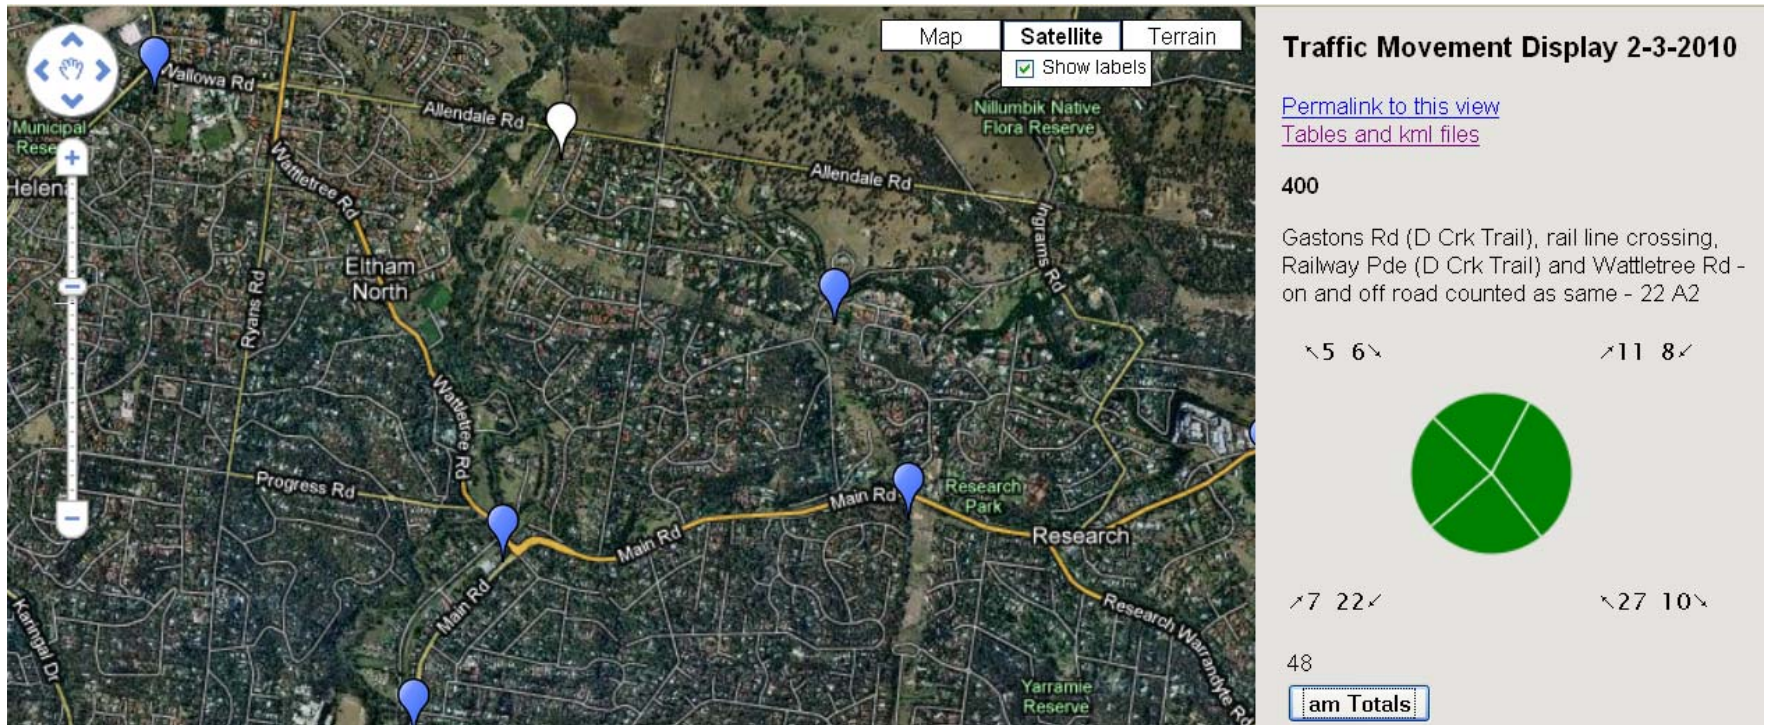 Map
Satellite
Terrain
Show labels
Wallowa Rd
Allendale Rd
Nillumbik Native
Flora Reserve
Municipal
Helena
Wattletree Rd
Allendale Rd
Ingrams Rd
Eltham
North
Ryans Rd
Wattletree Rd
Progress Rd
Main Rd
Research
Park
Main Rd
Research
Main Rd
Karingal Dr
Research Warrandyte Rd
Yarramie
Reserve
Traffic Movement Display 2-3-2010
Permalink to this view
Tables and kml files
400
Gastons Rd (D Crk Trail), rail line crossing,
Railway Pde (D Crk Trail) and Wattletree Rd -
on and off road counted as same - 22 A2
↖5 6↘ ↗11 8↙
↗7 22↙ ↖27 10↘
48
am Totals